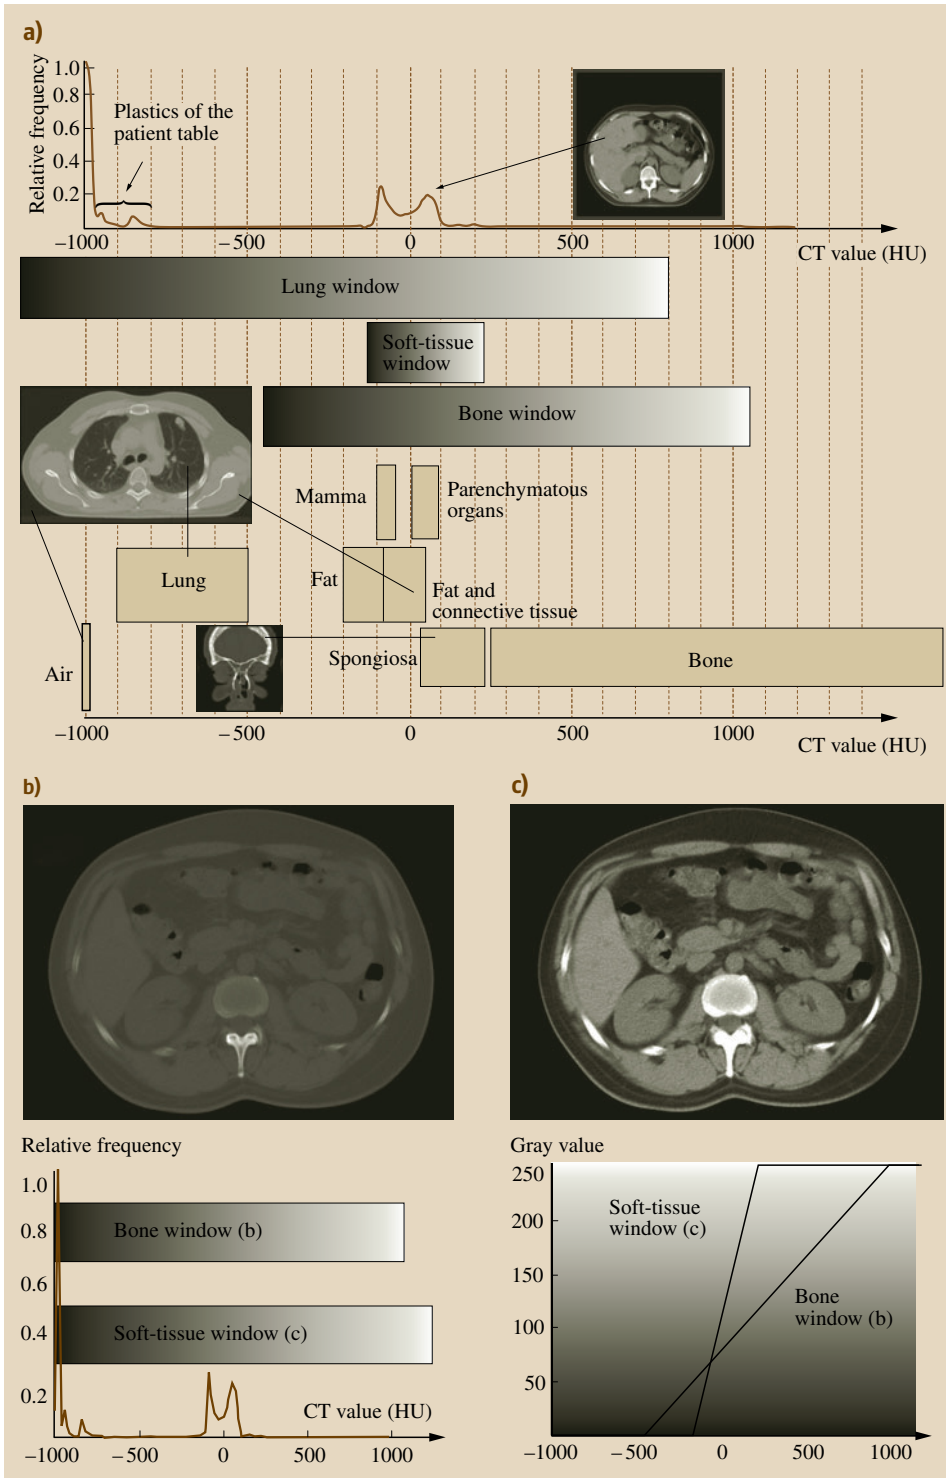 a)
Relative frequency
1.0
0.8
0.6
0.4
0.2
Plastics of the
patient table
−1000
−500
0
500
1000
CT value (HU)
Lung window
Soft-tissue
window
Bone window
Mamma
Parenchymatous
organs
Lung
Fat
Fat and
connective tissue
Air
Spongiosa
Bone
−1000
−500
0
500
1000
CT value (HU)
b)
c)
Relative frequency
1.0
0.8
0.6
0.4
0.2
Bone window (b)
Soft-tissue window (c)
CT value (HU)
-1000
−500
0
500
1000
Gray value
250
200
150
100
50
Soft-tissue
window (c)
Bone
window (b)
−1000
−500
0
500
1000